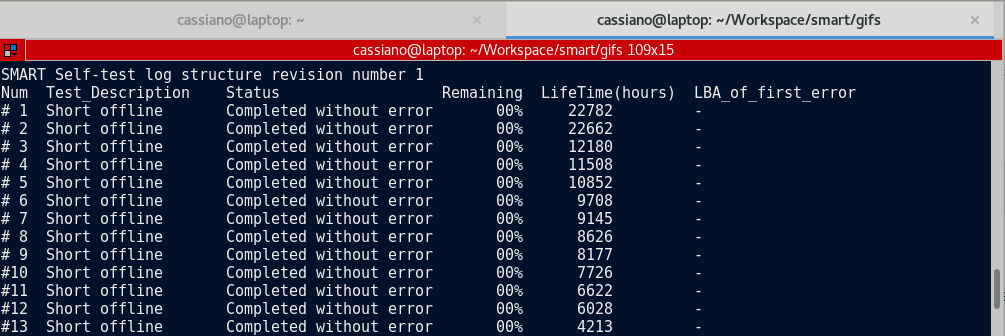 cassiano@laptop: ~ × cassiano@laptop: ~/Workspace/smart/gifs ×
cassiano@laptop: ~/Workspace/smart/gifs 109x15
SMART Self-test log structure revision number 1
Num  Test_Description    Status                  Remaining  LifeTime(hours)  LBA_of_first_error
# 1  Short offline       Completed without error       00%     22782         -
# 2  Short offline       Completed without error       00%     22662         -
# 3  Short offline       Completed without error       00%     12180         -
# 4  Short offline       Completed without error       00%     11508         -
# 5  Short offline       Completed without error       00%     10852         -
# 6  Short offline       Completed without error       00%      9708         -
# 7  Short offline       Completed without error       00%      9145         -
# 8  Short offline       Completed without error       00%      8626         -
# 9  Short offline       Completed without error       00%      8177         -
#10  Short offline       Completed without error       00%      7726         -
#11  Short offline       Completed without error       00%      6622         -
#12  Short offline       Completed without error       00%      6028         -
#13  Short offline       Completed without error       00%      4213         -